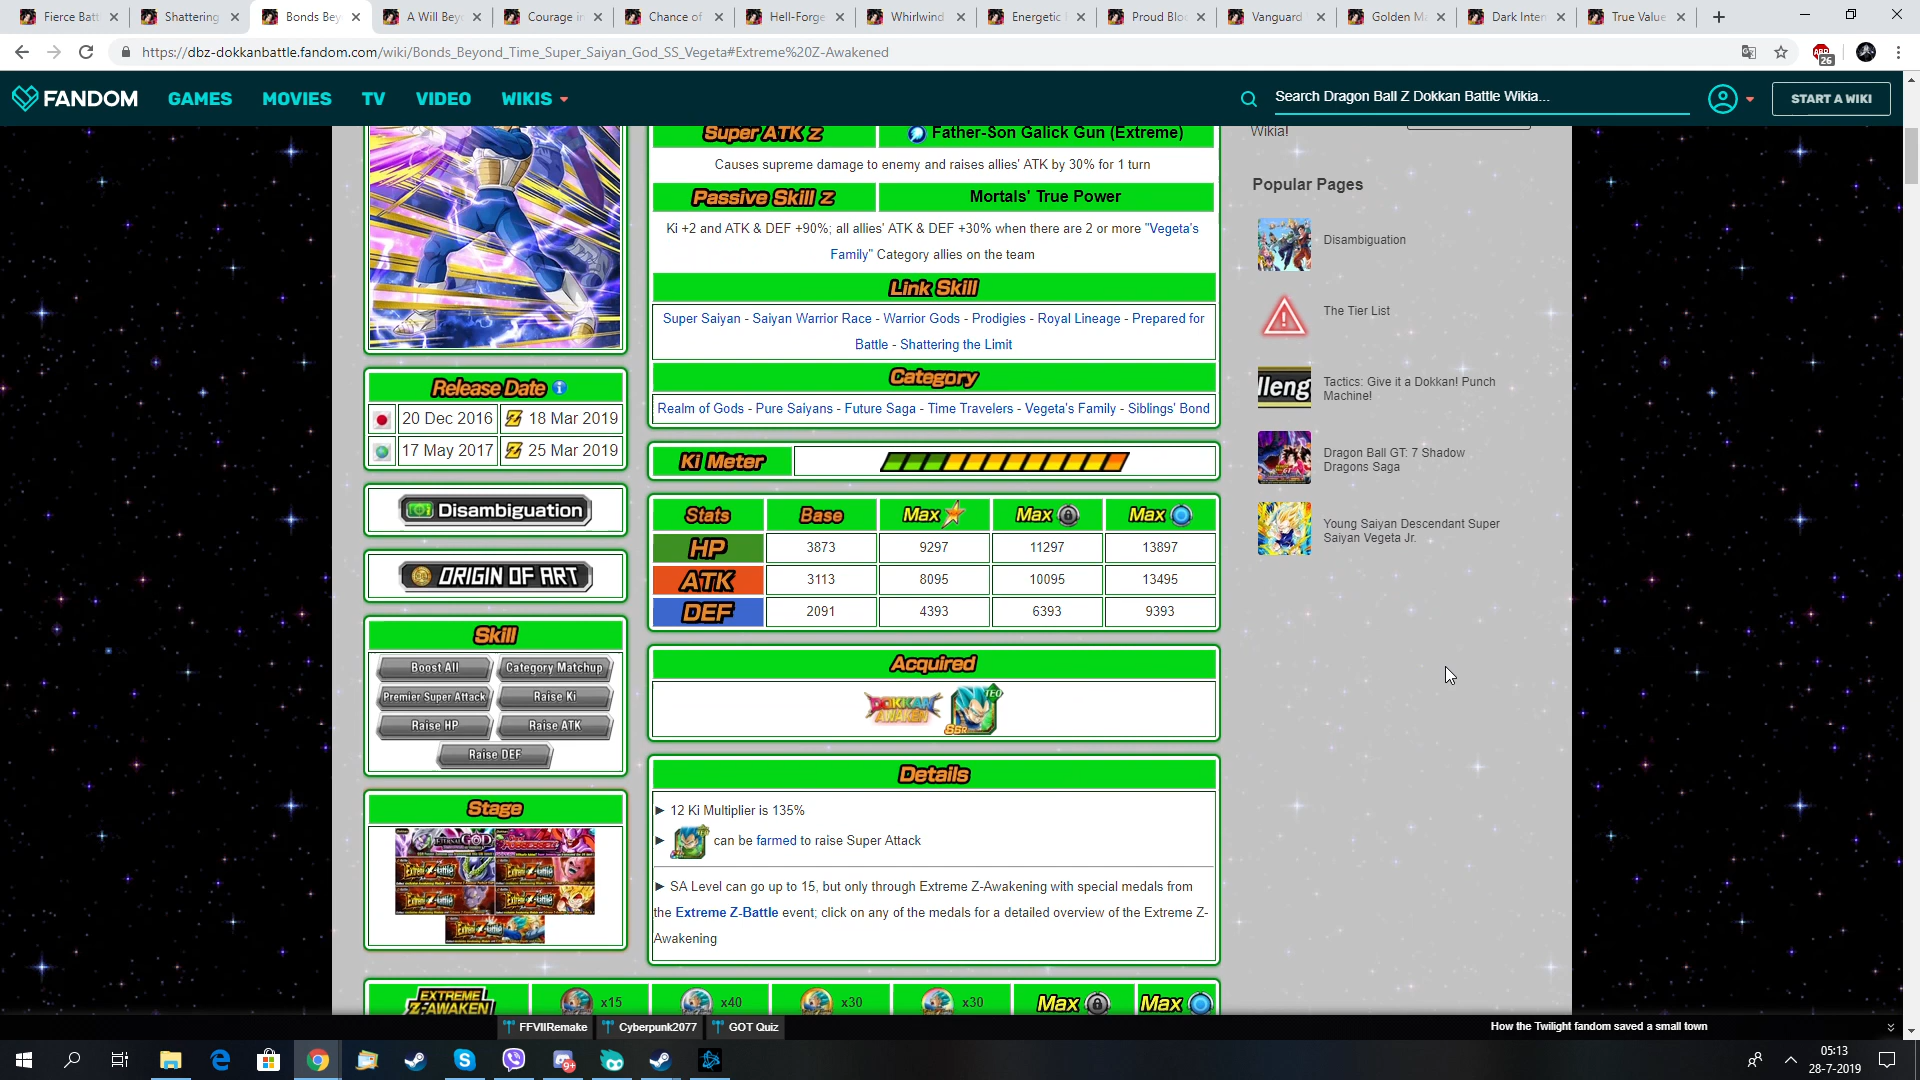 Fierce Batt
Shattering
Bonds Bey
A Will Bey
Courage in
Chance of
Hell-Forge
Whirlwind
Energetic
Proud Bloo
Vanguard
Golden Ma
Dark Inten
True Value
https://dbz-dokkanbattle.fandom.com/wiki/Bonds_Beyond_Time_Super_Saiyan_God_SS_Vegeta#Extreme%20Z-Awakened
26
FANDOM
GAMES
MOVIES
TV
VIDEO
WIKIS
Search Dragon Ball Z Dokkan Battle Wikia...
START A WIKI
Super ATK Z
Father-Son Galick Gun (Extreme)
Causes supreme damage to enemy and raises allies' ATK by 30% for 1 turn
Passive Skill Z
Mortals' True Power
Ki +2 and ATK & DEF +90%; all allies' ATK & DEF +30% when there are 2 or more "Vegeta's
Family" Category allies on the team
Link Skill
Super Saiyan - Saiyan Warrior Race - Warrior Gods - Prodigies - Royal Lineage - Prepared for
Battle - Shattering the Limit
Category
Realm of Gods - Pure Saiyans - Future Saga - Time Travelers - Vegeta's Family - Siblings' Bond
Ki Meter
Stats Base Max Max Max
HP 3873 9297 11297 13897
ATK 3113 8095 10095 13495
DEF 2091 4393 6393 9393
Acquired
DOKKAN AWAKEN
SSR TEQ
Details
► 12 Ki Multiplier is 135%
► can be farmed to raise Super Attack
► SA Level can go up to 15, but only through Extreme Z-Awakening with special medals from
the Extreme Z-Battle event; click on any of the medals for a detailed overview of the Extreme Z-
Awakening
Release Date
20 Dec 2016 Z 18 Mar 2019
17 May 2017 Z 25 Mar 2019
Disambiguation
ORIGIN OF ART
Skill
Boost All
Category Matchup
Premier Super Attack
Raise Ki
Raise HP
Raise ATK
Raise DEF
Stage
EXTREME
Z-AWAKEN
x15
x40
x30
x30
Max
Max
Wikia!
Popular Pages
Disambiguation
The Tier List
lleng
Tactics: Give it a Dokkan! Punch
Machine!
Dragon Ball GT: 7 Shadow
Dragons Saga
Young Saiyan Descendant Super
Saiyan Vegeta Jr.
FFVIIRemake
Cyberpunk2077
GOT Quiz
How the Twilight fandom saved a small town
9+
05:13
28-7-2019